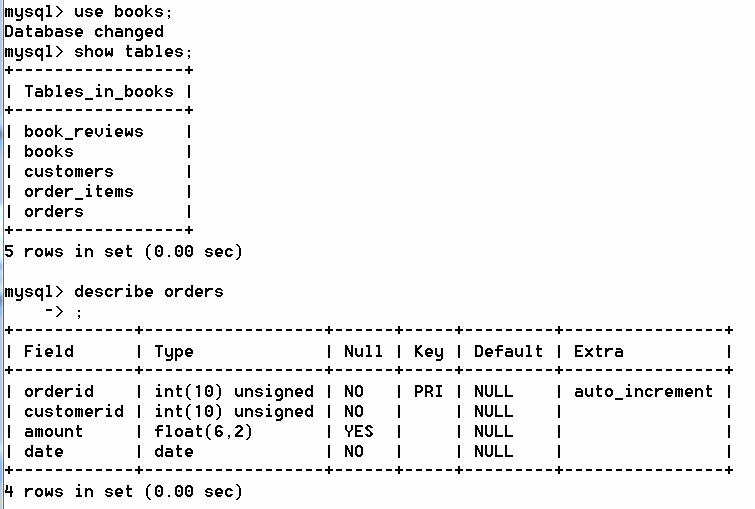 mysql> use books;
Database changed
mysql> show tables;
+-----------------+
| Tables_in_books |
+-----------------+
| book_reviews    |
| books           |
| customers       |
| order_items     |
| orders          |
+-----------------+
5 rows in set (0.00 sec)

mysql> describe orders
    -> ;
+------------+------------------+------+-----+---------+----------------+
| Field      | Type             | Null | Key | Default | Extra          |
+------------+------------------+------+-----+---------+----------------+
| orderid    | int(10) unsigned | NO   | PRI | NULL    | auto_increment |
| customerid | int(10) unsigned | NO   |     | NULL    |                |
| amount     | float(6,2)       | YES  |     | NULL    |                |
| date       | date             | NO   |     | NULL    |                |
+------------+------------------+------+-----+---------+----------------+
4 rows in set (0.00 sec)